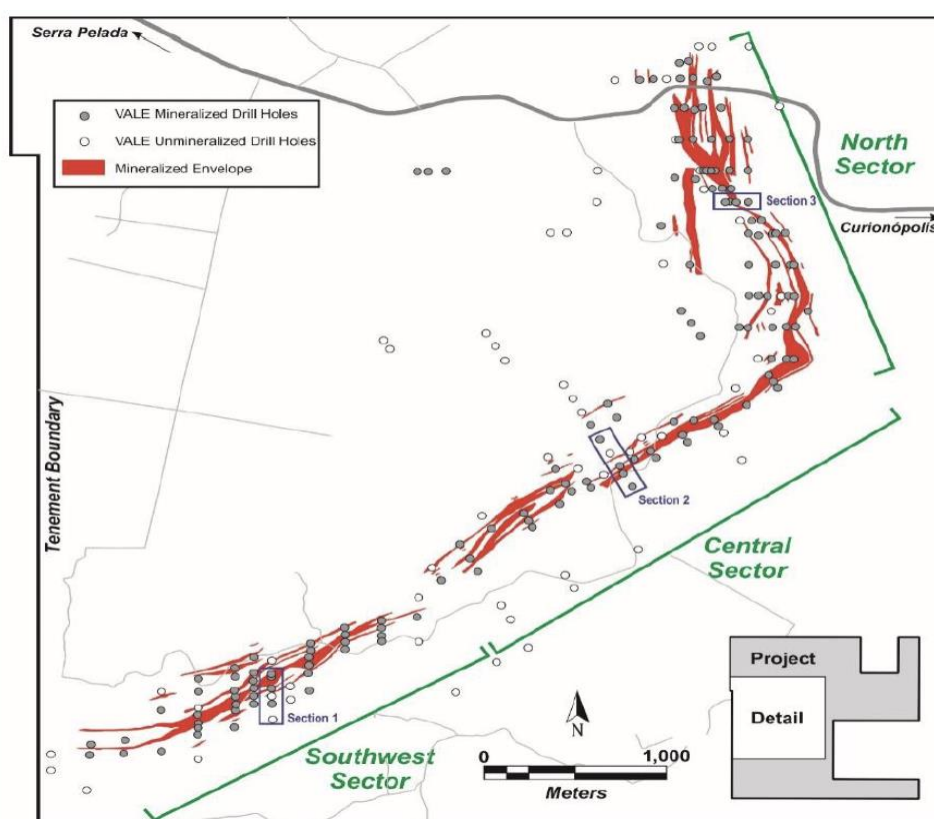 Serra Pelada
VALE Mineralized Drill Holes
VALE Unmineralized Drill Holes
Mineralized Envelope
North
Sector
Section 3
Curionópolis
Tenement Boundary
Section 2
Central
Sector
Section 1
Southwest
Sector
N
0 1,000
Meters
Project
Detail